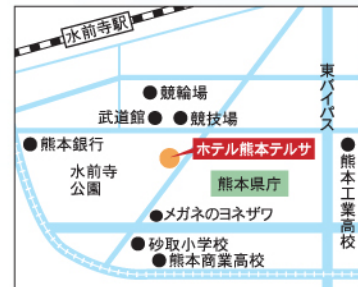 水前寺駅
東バイパス
競輪場
武道館
競技場
熊本銀行
ホテル熊本テルサ
水前寺
公園
熊本県庁
熊本工業高校
メガネのヨネザワ
砂取小学校
熊本商業高校